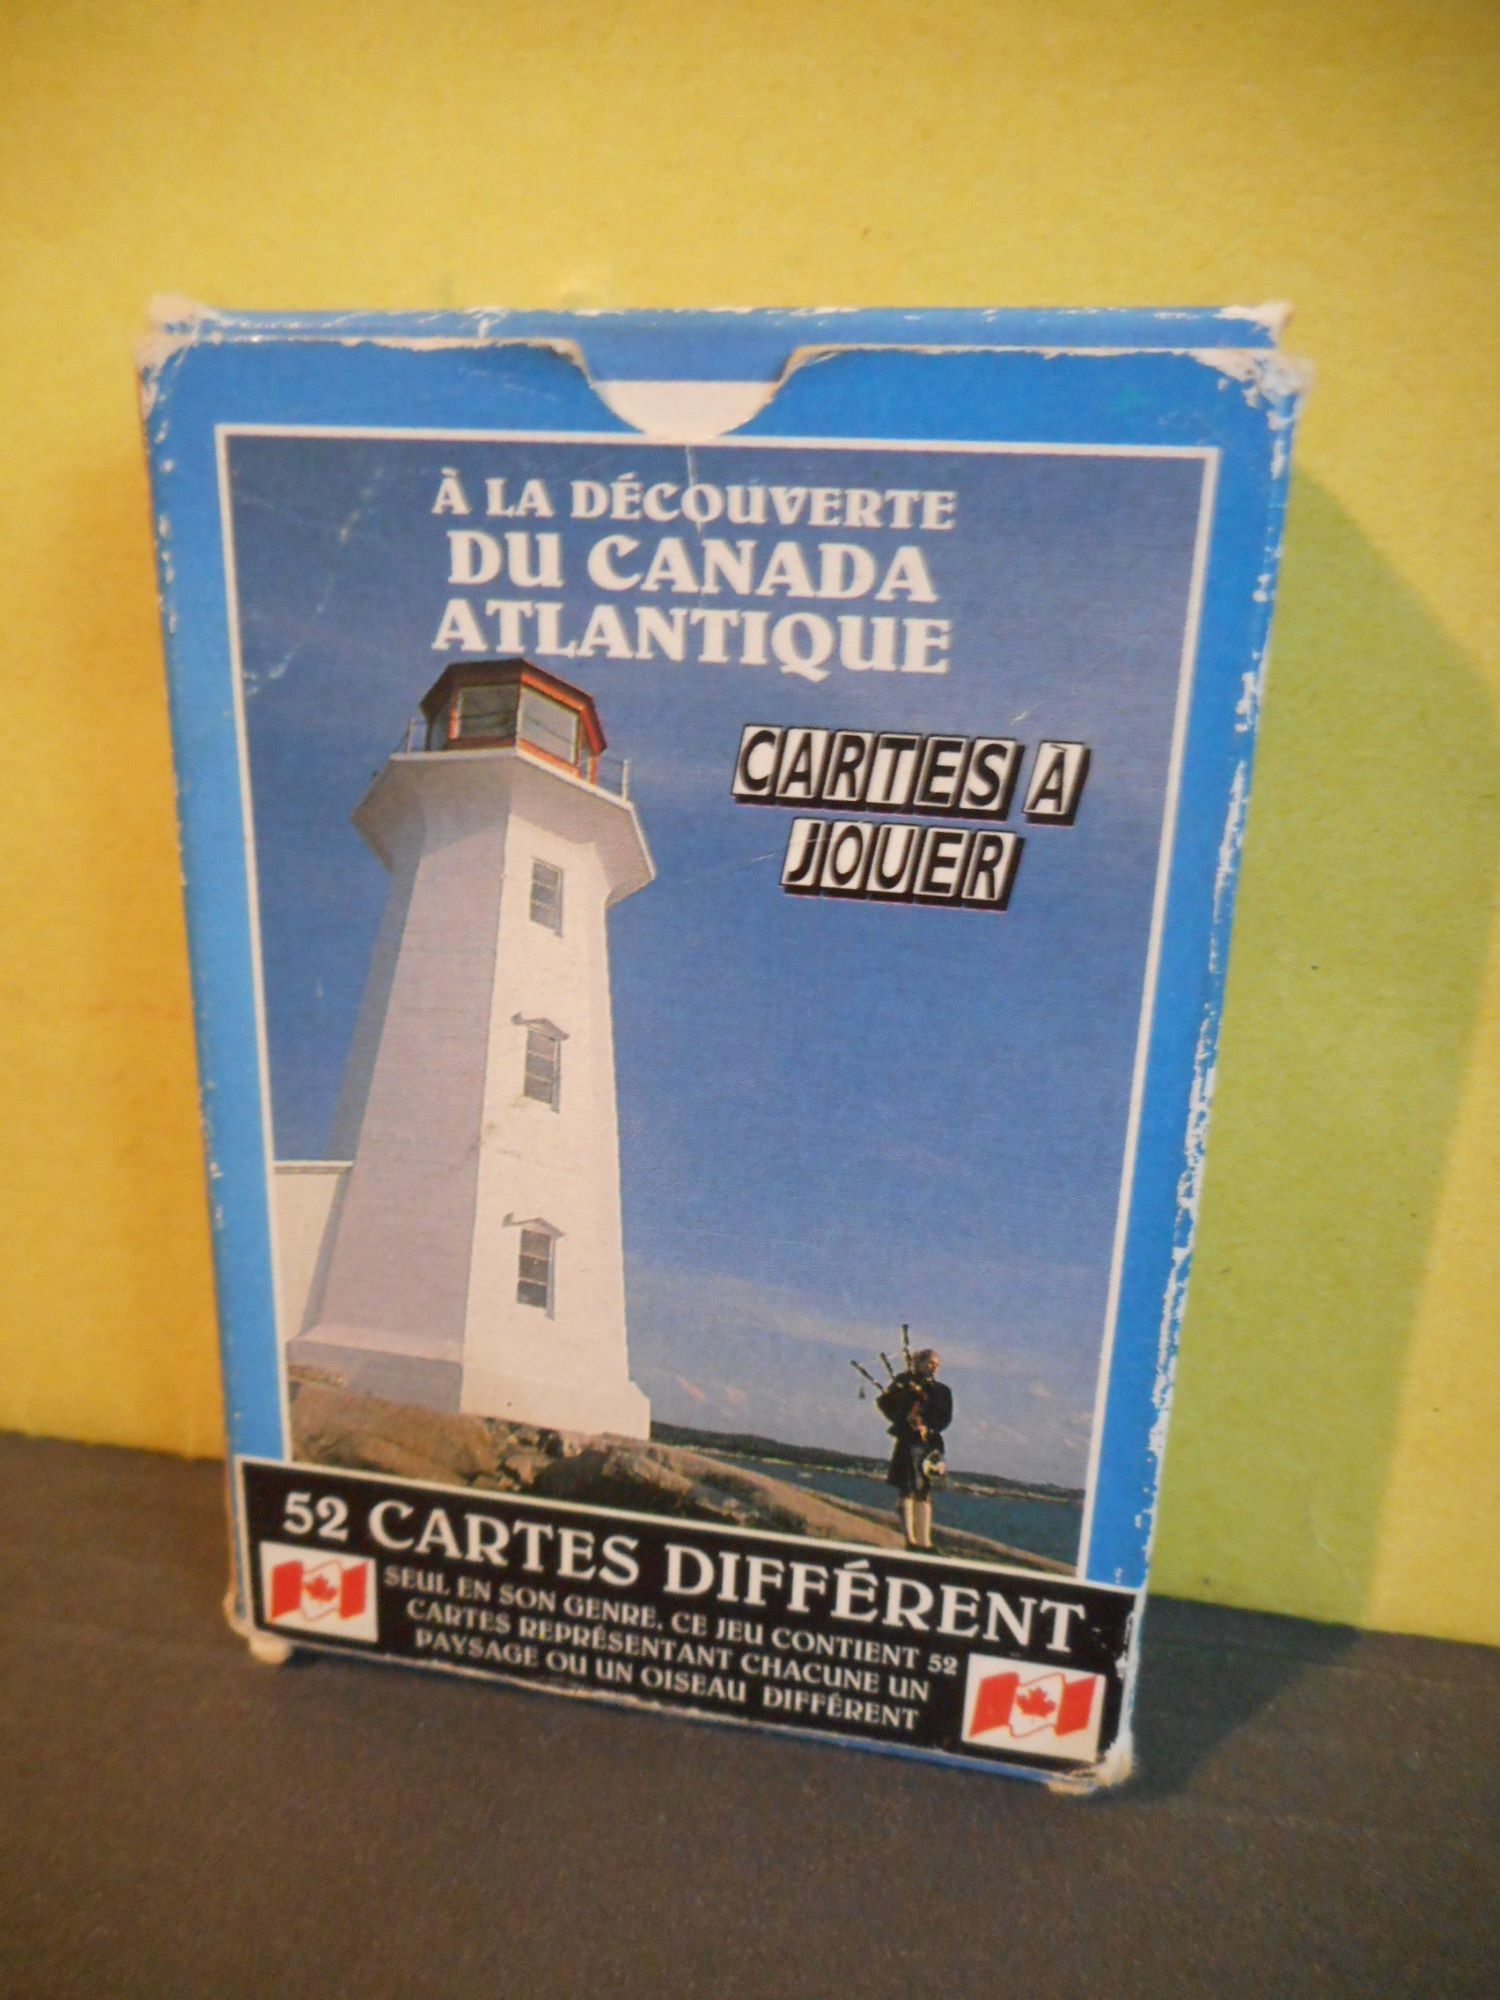 À LA DÉCOUVERTE
DU CANADA
ATLANTIQUE
CARTES À
JOUER
52 CARTES DIFFÉRENT
SEUL EN SON GENRE, CE JEU CONTIENT 52
CARTES REPRÉSENTANT CHACUNE UN
PAYSAGE OU UN OISEAU DIFFÉRENT